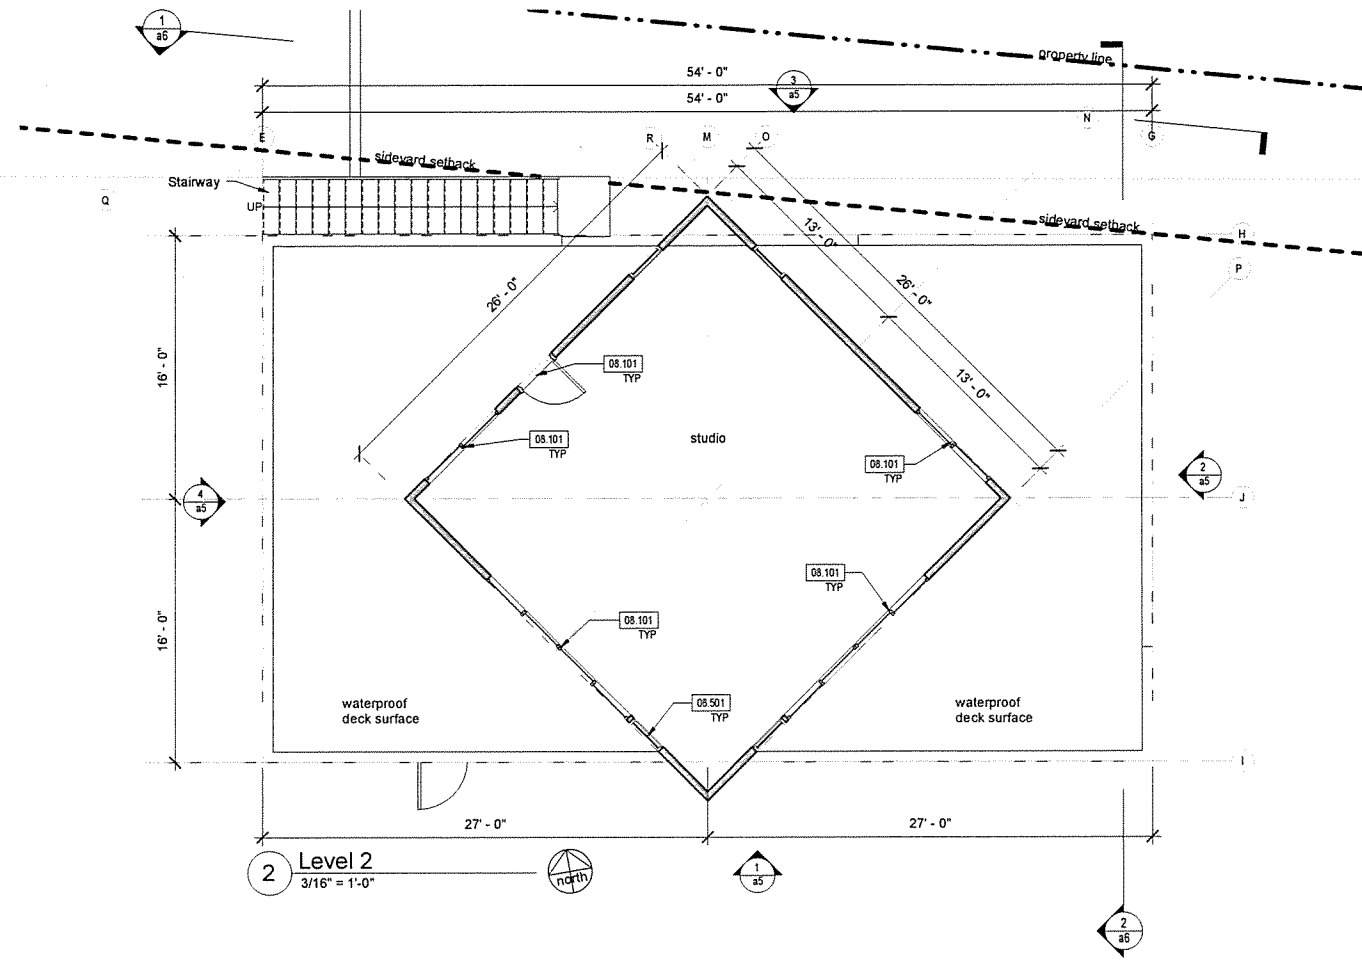 1
a6
property line
54' - 0"
3
a5
54' - 0"
N
E
R
M
O
G
sideyard setback
Stairway
Q
UP
sideyard setback
13' - 0"
H
P
26' - 0"
26' - 0"
16' - 0"
08.101
TYP
13' - 0"
studio
08.101
TYP
08.101
TYP
2
a5
4
a5
J
08.101
TYP
08.101
TYP
16' - 0"
waterproof
deck surface
08.501
TYP
waterproof
deck surface
I
27' - 0"
27' - 0"
2
Level 2
3/16" = 1'-0"
north
1
a5
2
a6